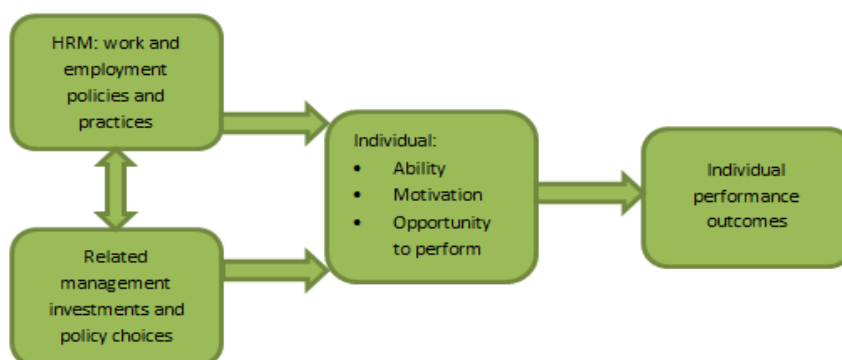 HRM: work and
employment
policies and
practices
Related
management
investments and
policy choices
Individual:
• Ability
• Motivation
• Opportunity
to perform
Individual
performance
outcomes